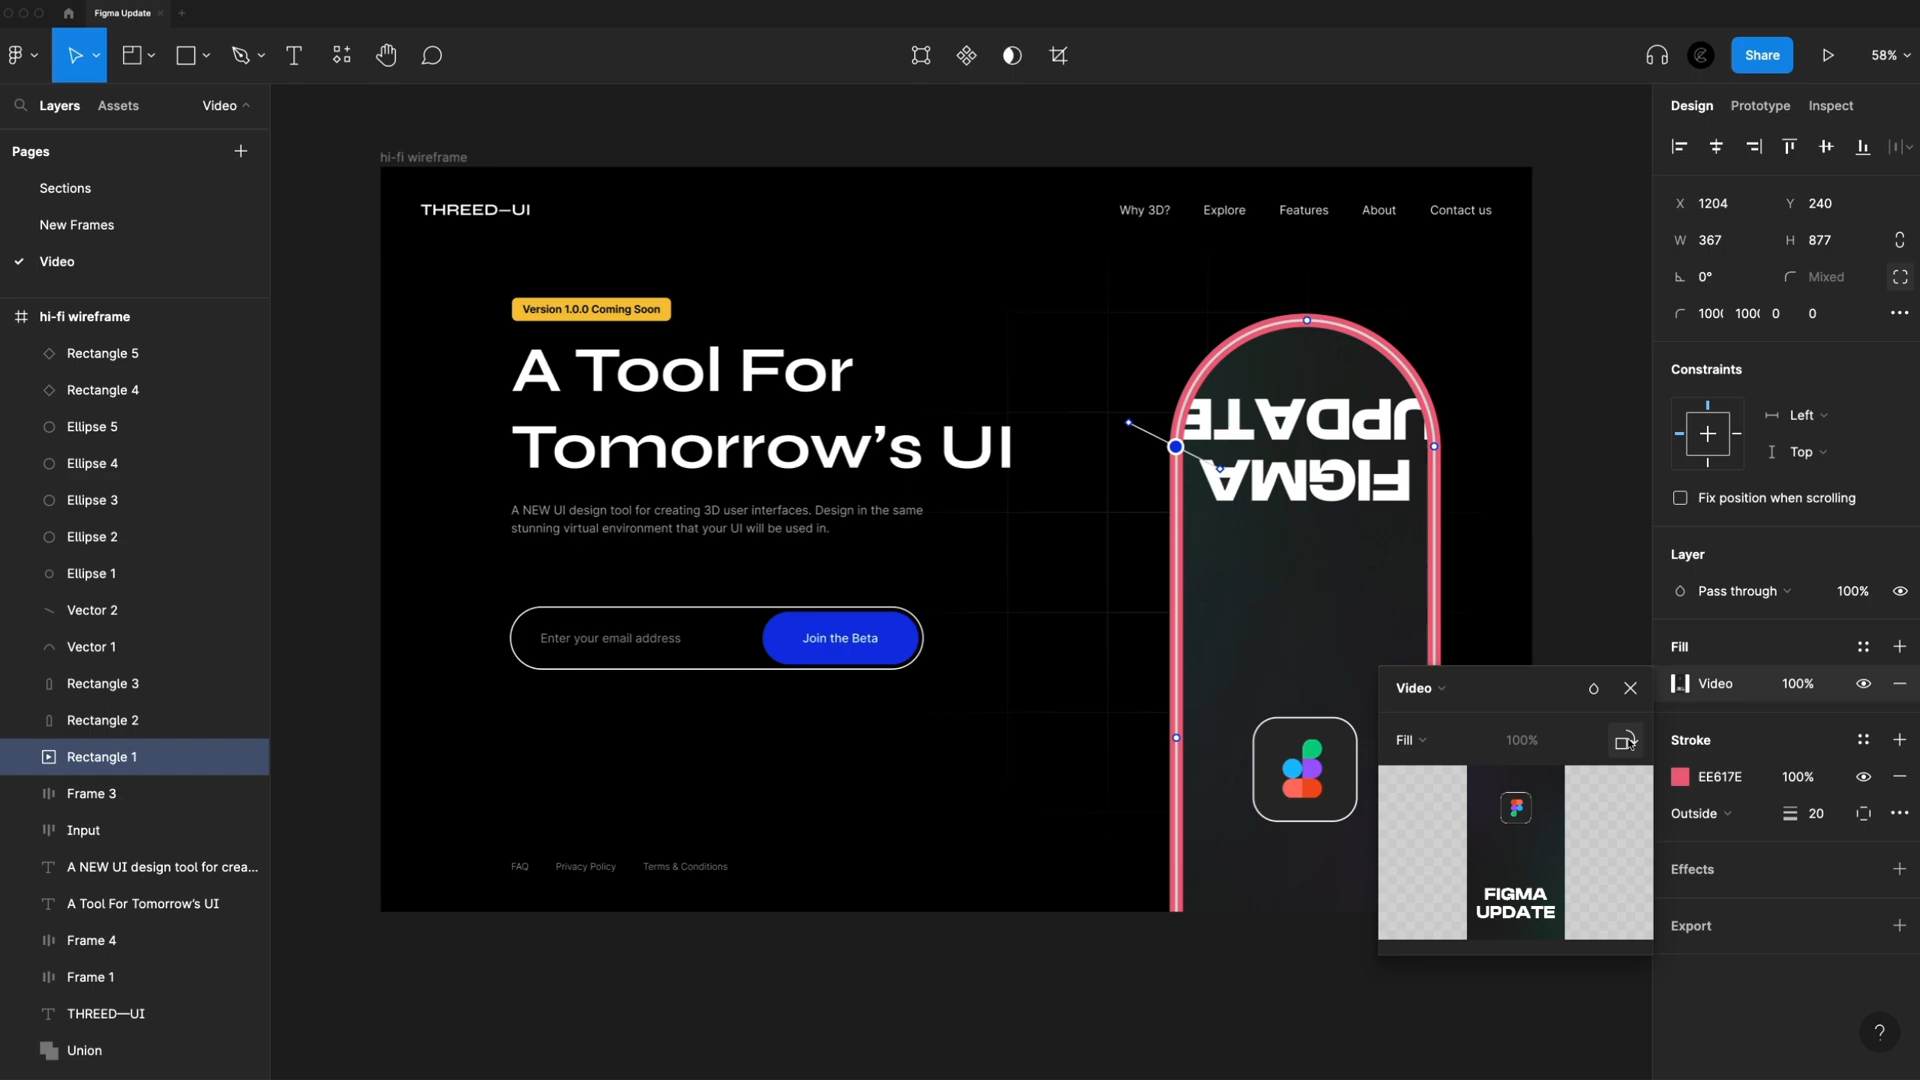 Figma Update
Share
58%
Layers
Assets
Video
Pages
Sections
New Frames
Video
hi-fi wireframe
Rectangle 5
Rectangle 4
Ellipse 5
Ellipse 4
Ellipse 3
Ellipse 2
Ellipse 1
Vector 2
Vector 1
Rectangle 3
Rectangle 2
Rectangle 1
Frame 3
Input
A NEW UI design tool for crea...
A Tool For Tomorrow's UI
Frame 4
Frame 1
THREED—UI
Union
hi-fi wireframe
THREED—UI
Why 3D?
Explore
Features
About
Contact us
Version 1.0.0 Coming Soon
A Tool For
Tomorrow's UI
A NEW UI design tool for creating 3D user interfaces. Design in the same
stunning virtual environment that your UI will be used in.
Enter your email address
Join the Beta
FAQ
Privacy Policy
Terms & Conditions
FIGMA
UPDATE
Video
Fill
100%
FIGMA
UPDATE
Design
Prototype
Inspect
X 1204
Y 240
W 367
H 877
0°
Mixed
100
100
0
0
Constraints
Left
Top
Fix position when scrolling
Layer
Pass through
100%
Fill
Video
100%
Stroke
EE617E
100%
Outside
20
Effects
Export
?